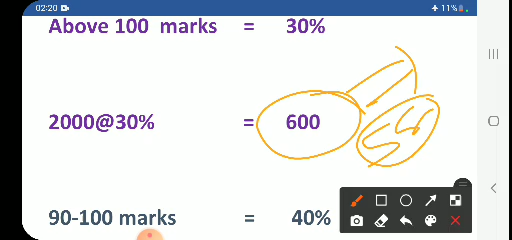 02:20 11%
Above 100 marks = 30%
2000@30% = 600
90-100 marks = 40%